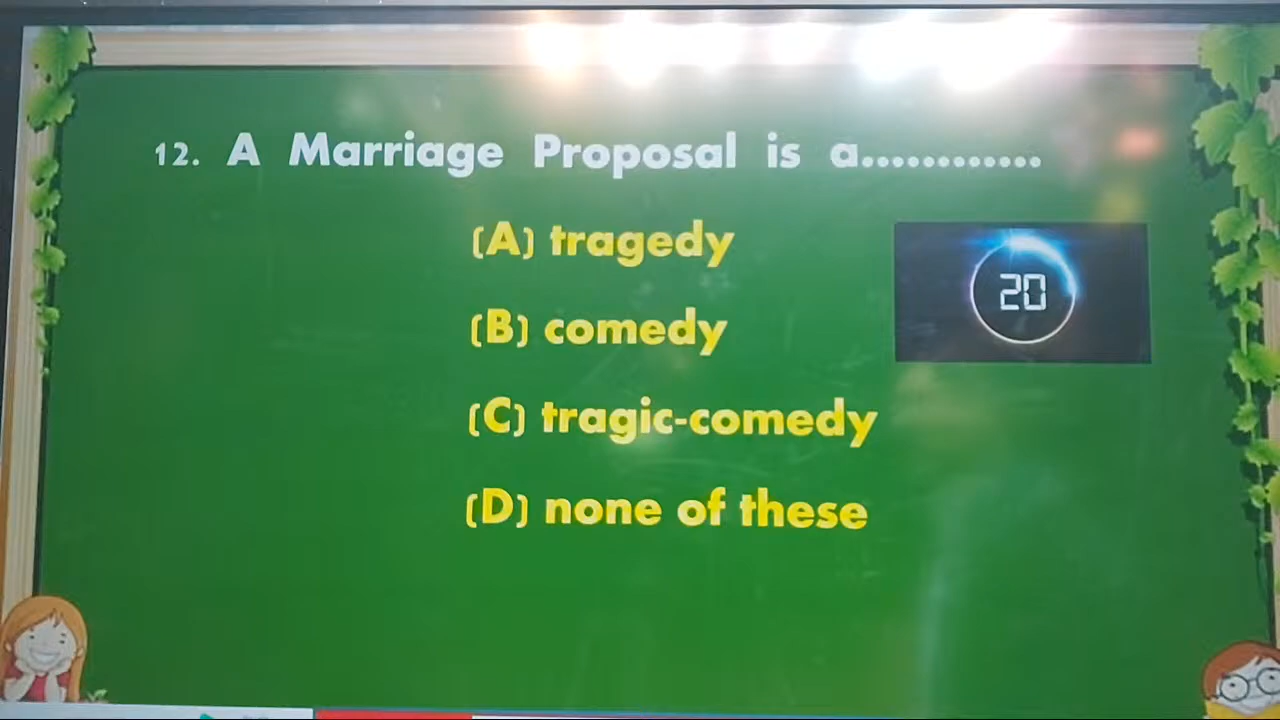 12. A Marriage Proposal is a............
(A) tragedy
20
(B) comedy
(C) tragic-comedy
(D) none of these